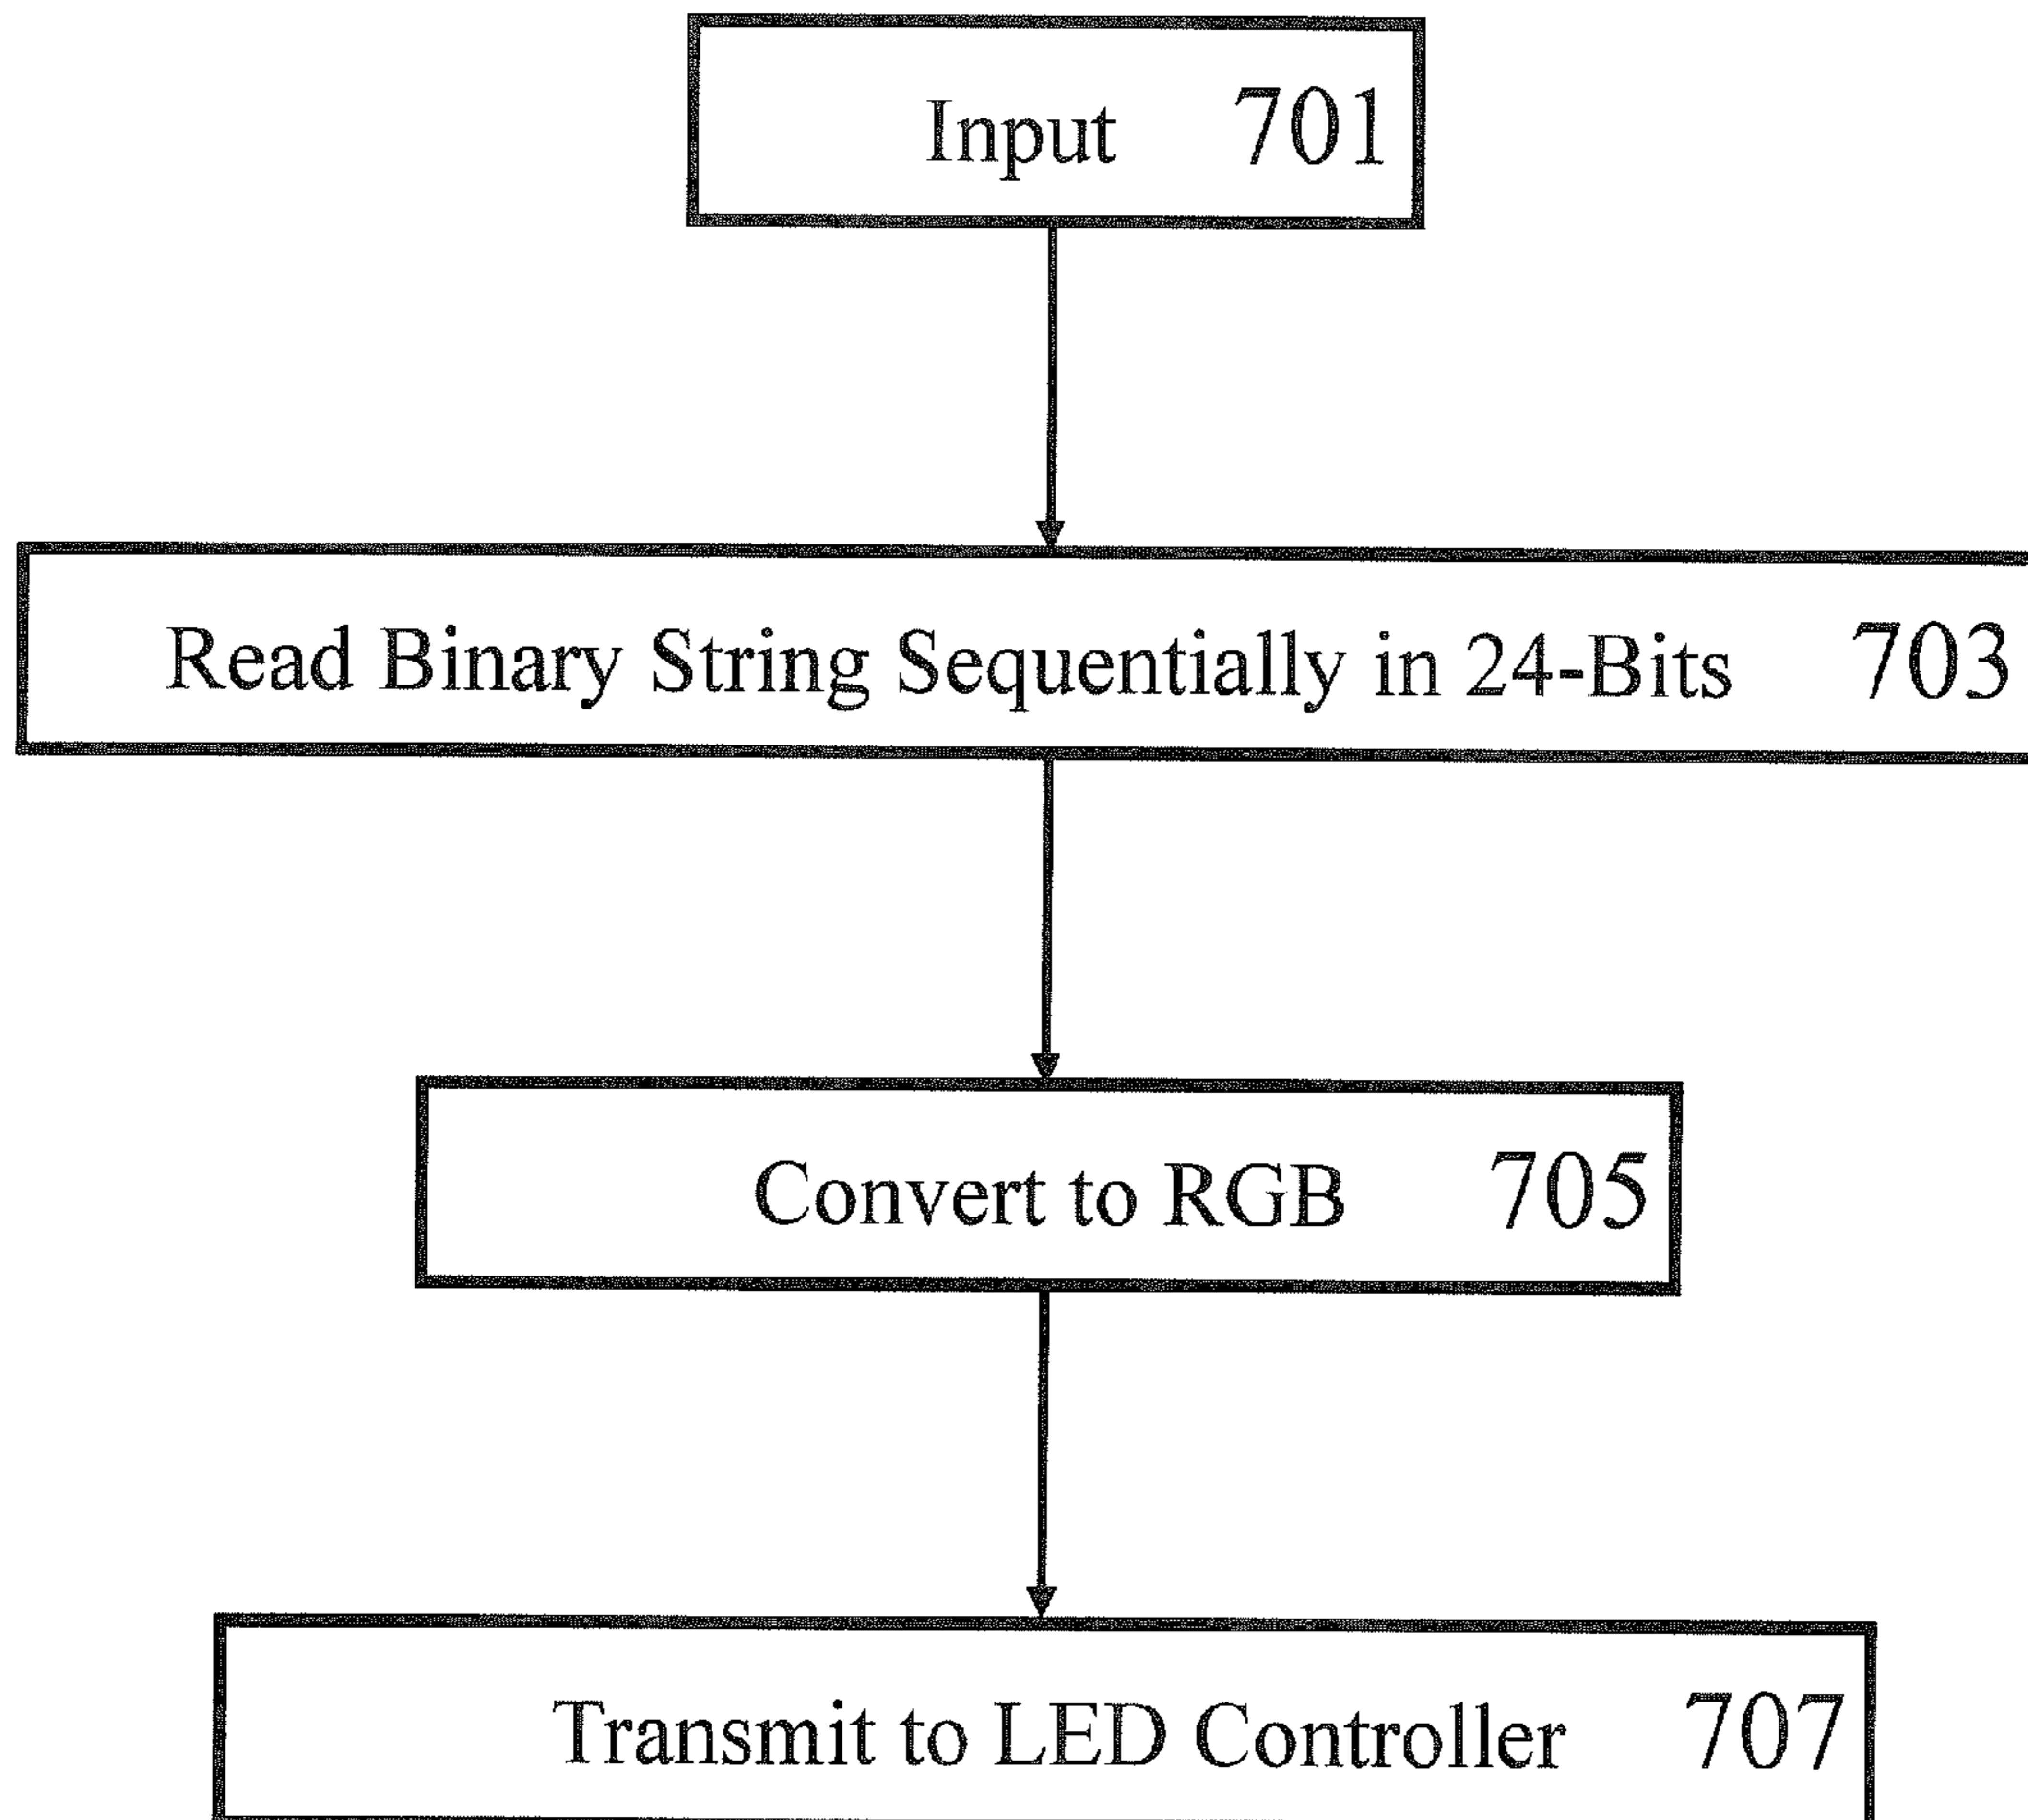 Input 701
Read Binary String Sequentially in 24-Bits 703
Convert to RGB 705
Transmit to LED Controller 707